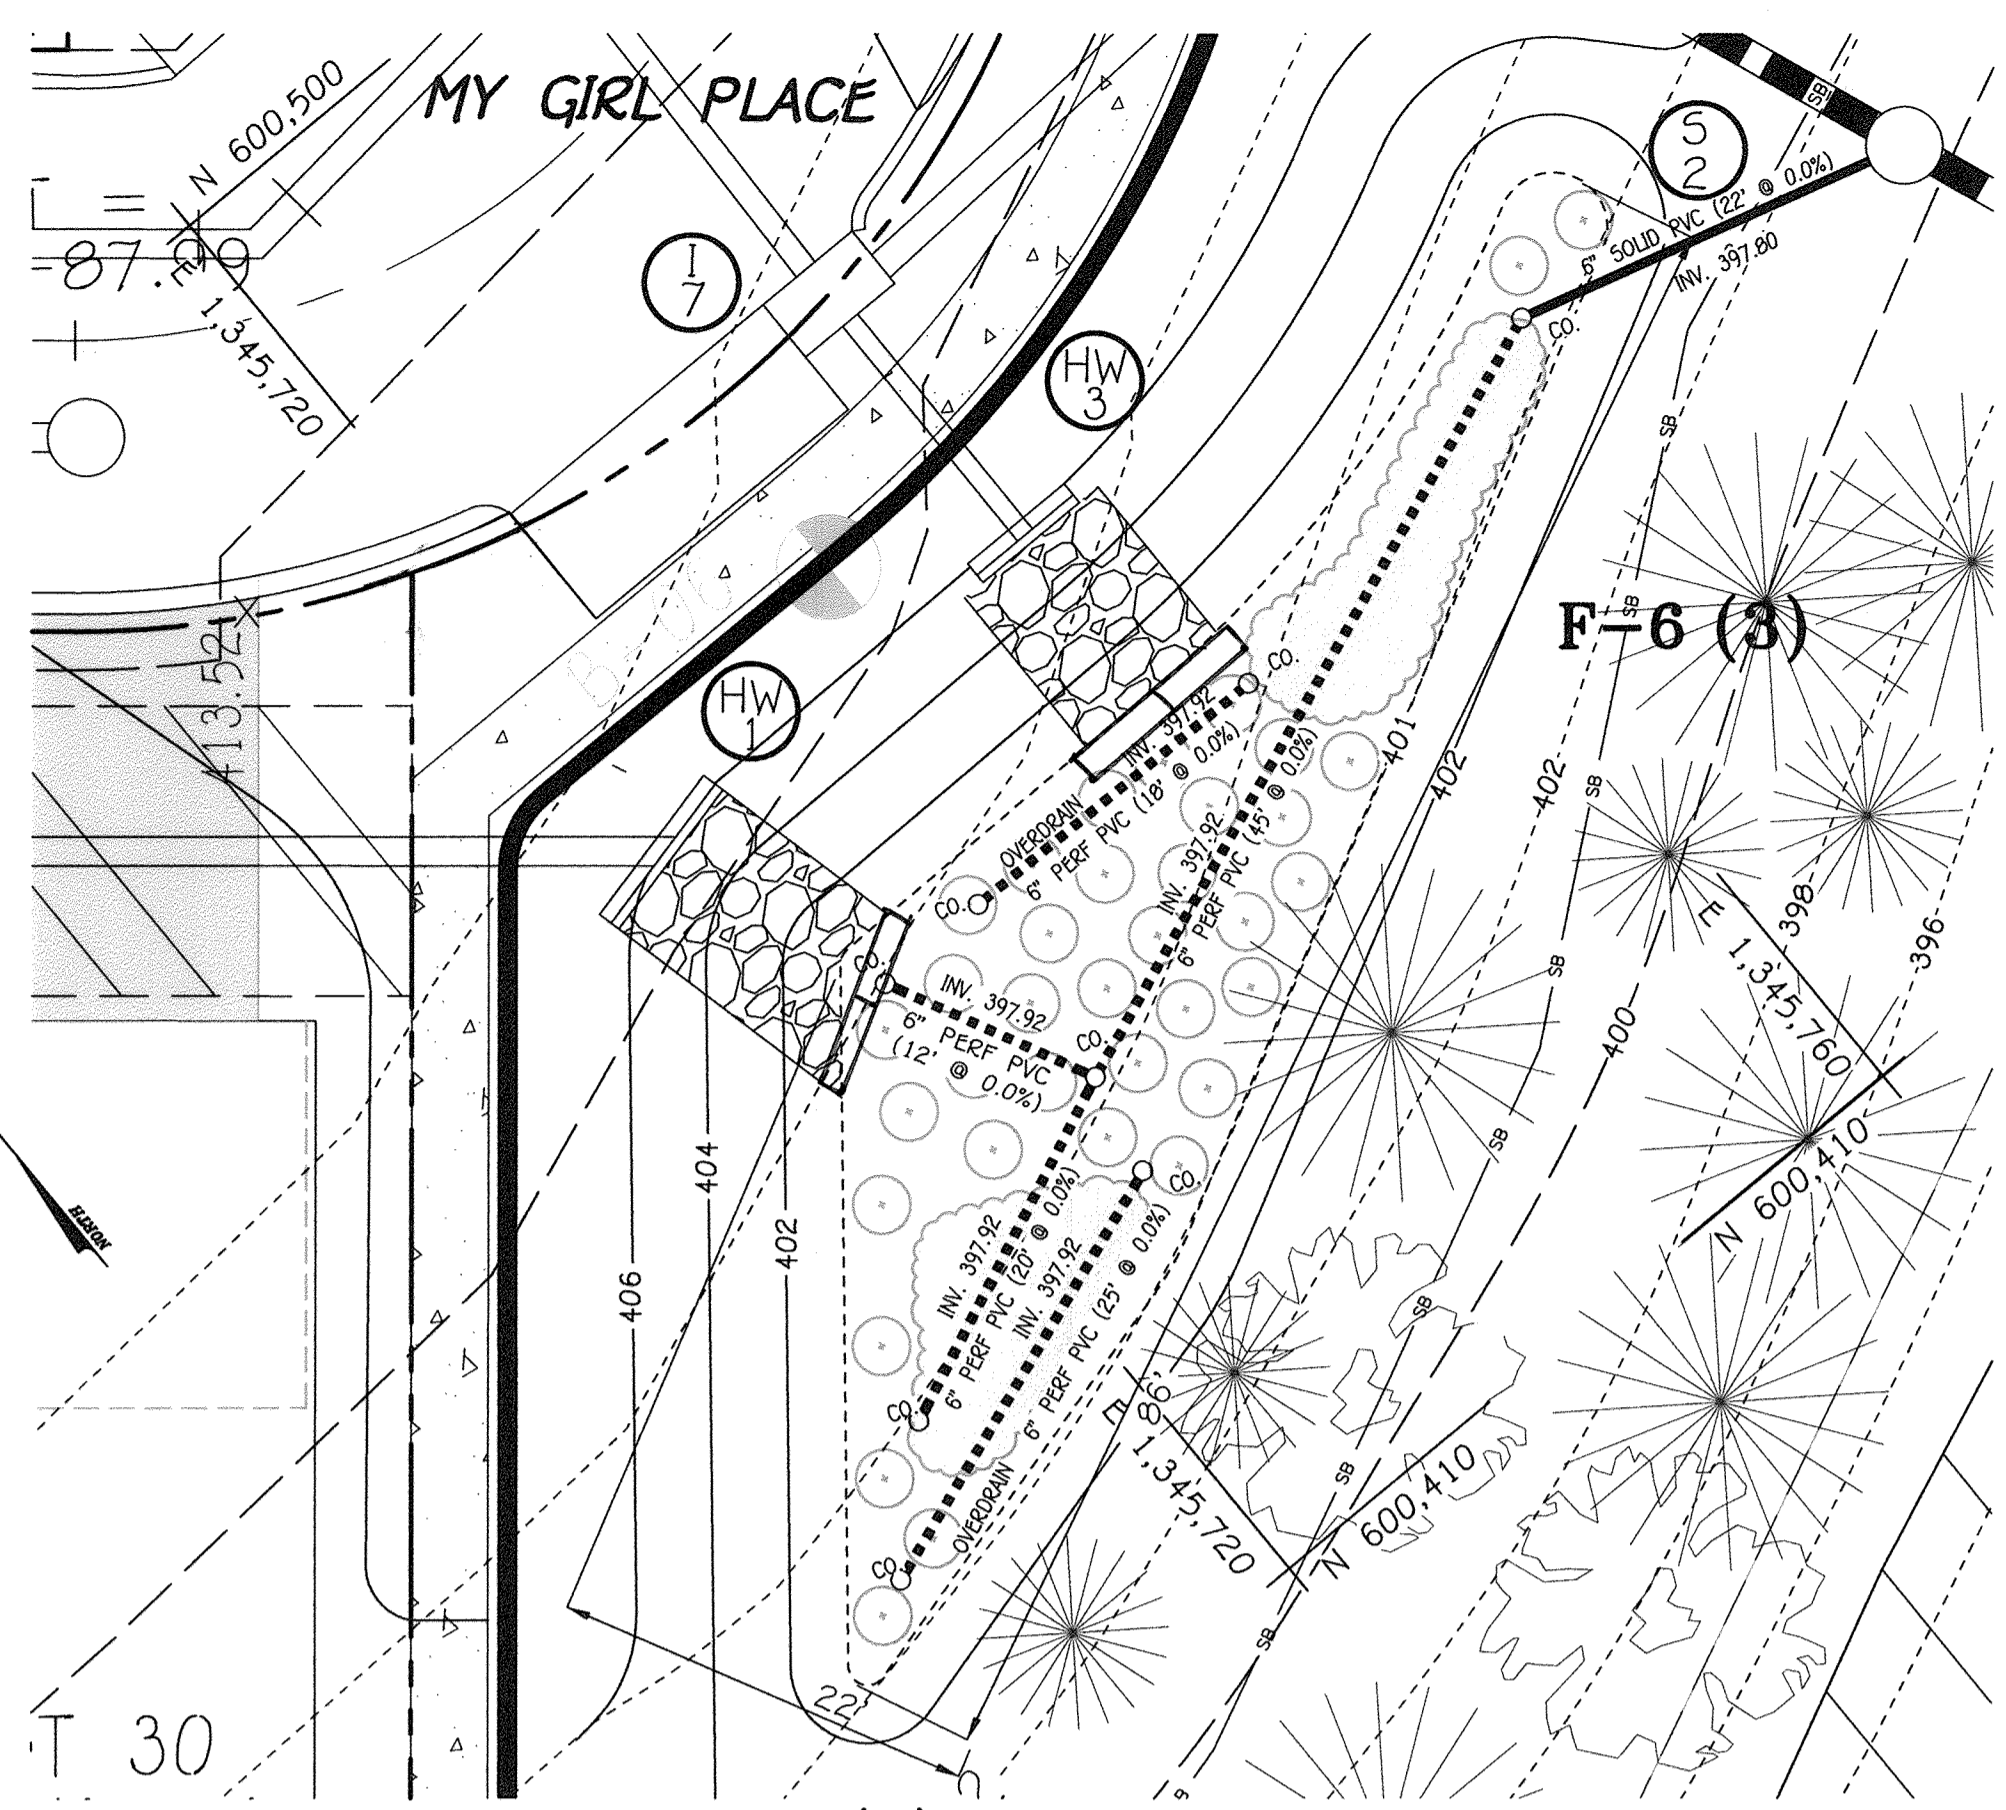 MY GIRL PLACE
N 600,500
87.99
E 1,345,720
I
7
HW
3
S
2
SB
6" SOLID PVC (22' @ 0.0%)
INV. 397.80
CO.
SB
F-6 (3)
SB
413.52
B-06
HW
1
CO.
INV. 397.92
OVERDRAIN
6" PERF PVC (18' @ 0.0%)
CO.
INV. 397.92
6" PERF PVC (45' @ 0.0%)
401
402
402
SB
398
396
E 1,345,760
400
SB
CO.
INV. 397.92
6" PERF PVC
(12' @ 0.0%)
CO.
N 600,410
SB
404
402
406
NORTH
CO.
INV. 397.92
6" PERF PVC (20' @ 0.0%)
INV. 397.92
6" PERF PVC (25' @ 0.0%)
OVERDRAIN
CO.
CO.
SB
86'
E 1,345,720
N 600,410
SB
SB
22'
T 30
SB